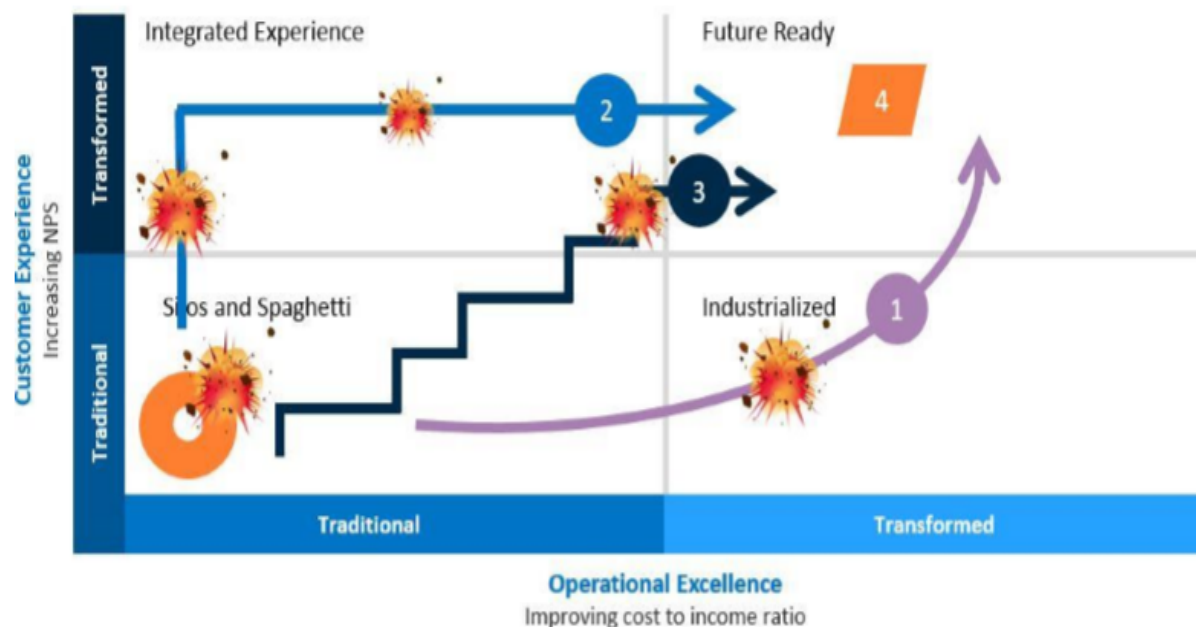 Integrated Experience
Future Ready
Transformed
4
2
3
Customer Experience
Increasing NPS
Silos and Spaghetti
Industrialized
1
Traditional
Traditional
Transformed
Operational Excellence
Improving cost to income ratio